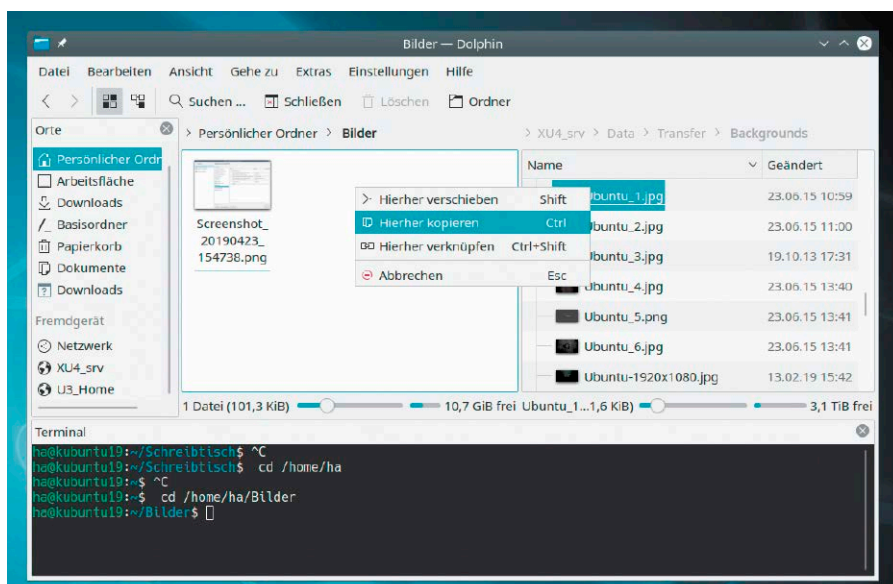 Bilder — Dolphin
Datei Bearbeiten Ansicht Gehe zu Extras Einstellungen Hilfe
Suchen ... Schließen Löschen Ordner
Orte
Persönlicher Ordr
Arbeitsfläche
Downloads
Basisordner
Papierkorb
Dokumente
Downloads
Fremdgerät
Netzwerk
XU4_srv
U3_Home
> Persönlicher Ordner > Bilder
Screenshot_
20190423_
154738.png
Hierher verschieben Shift
Hierher kopieren Ctrl
Hierher verknüpfen Ctrl+Shift
Abbrechen Esc
> XU4_srv > Data > Transfer > Backgrounds
Name Geändert
Ubuntu_1.jpg 23.06.15 10:59
Ubuntu_2.jpg 23.06.15 11:00
Ubuntu_3.jpg 19.10.13 17:31
Ubuntu_4.jpg 23.06.15 13:40
Ubuntu_5.png 23.06.15 13:41
Ubuntu_6.jpg 23.06.15 13:41
Ubuntu-1920x1080.jpg 13.02.19 15:42
1 Datei (101,3 KiB) 10,7 GiB frei
Ubuntu_1...1,6 KiB) 3,1 TiB frei
Terminal
ha@kubuntu19:~/Schreibtisch$ ^C
ha@kubuntu19:~/Schreibtisch$ cd /home/ha
ha@kubuntu19:~$ ^C
ha@kubuntu19:~$ cd /home/ha/Bilder
ha@kubuntu19:~/Bilder$